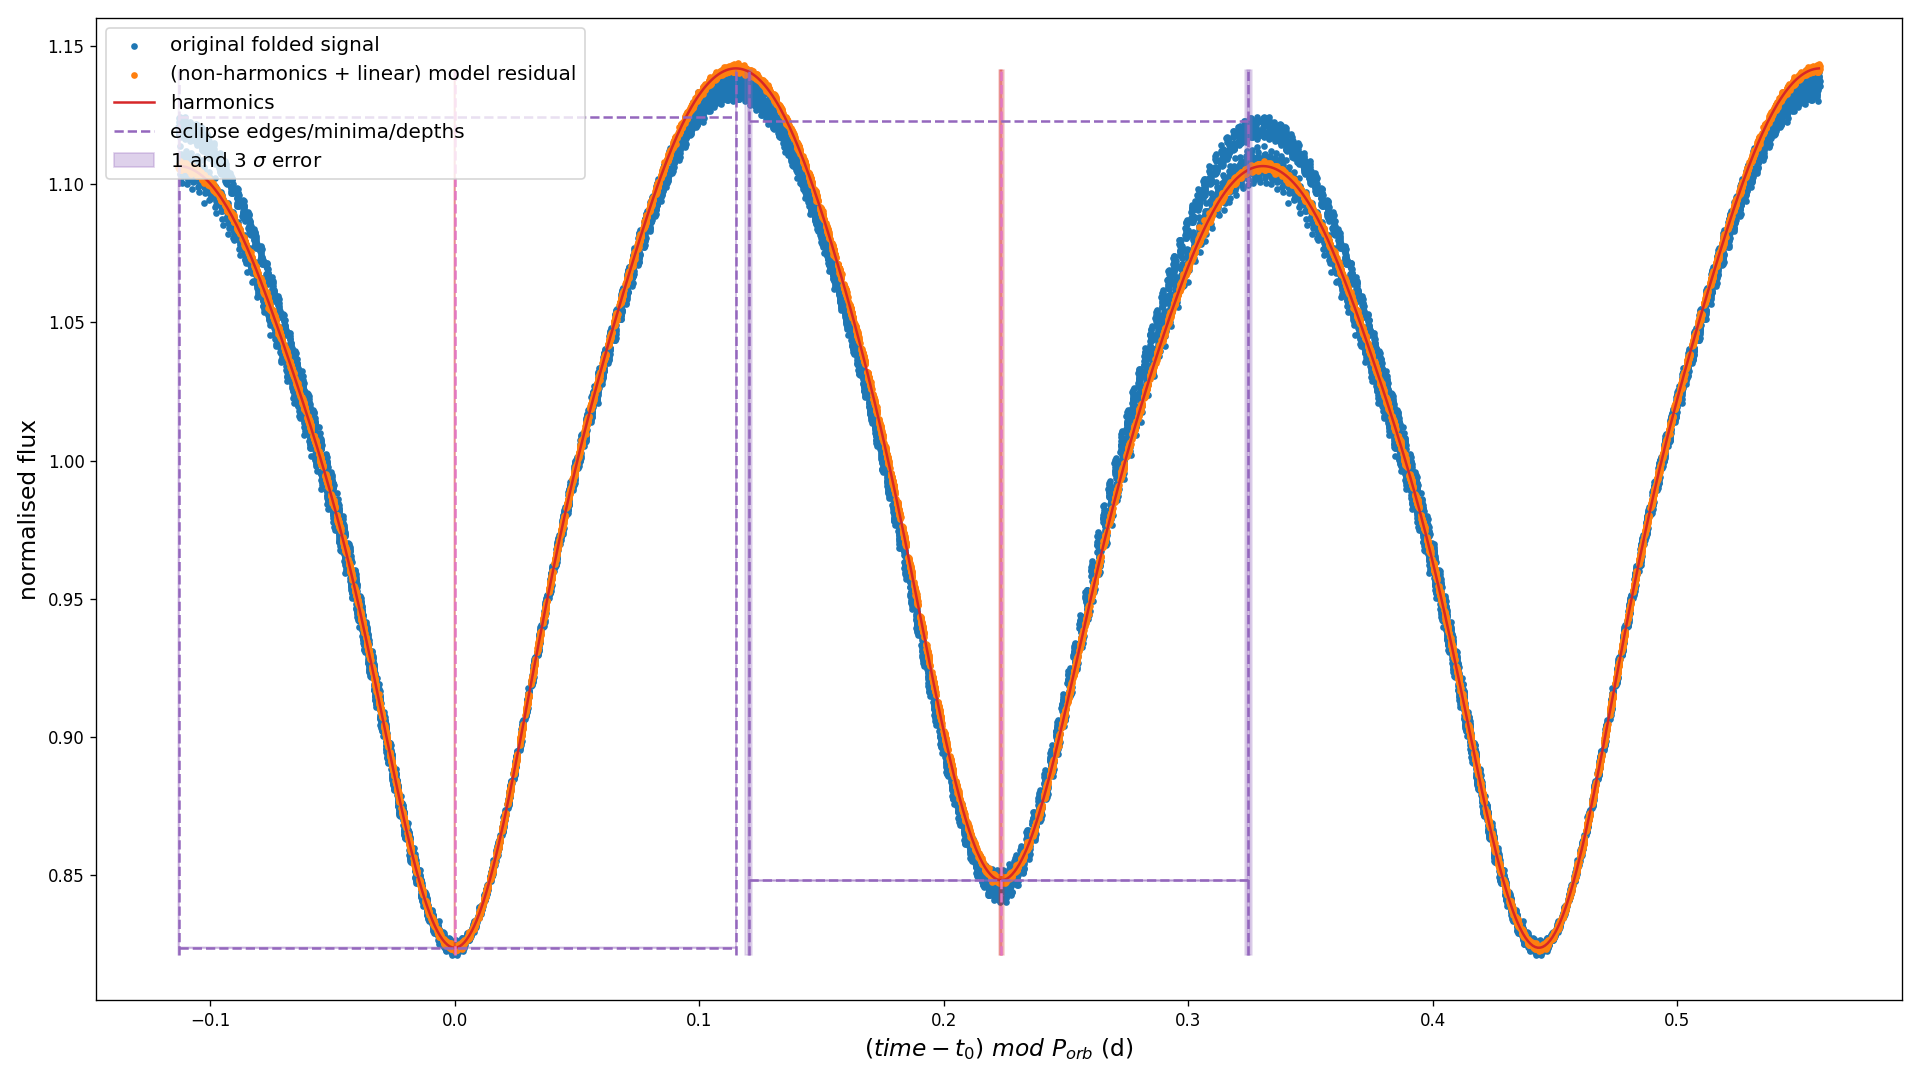 original folded signal
(non-harmonics + linear) model residual
harmonics
eclipse edges/minima/depths
1 and 3 σ error
1.15
1.10
1.05
1.00
0.95
0.90
0.85
normalised flux
−0.1 0.0 0.1 0.2 0.3 0.4 0.5
(time − t₀) mod P_orb (d)